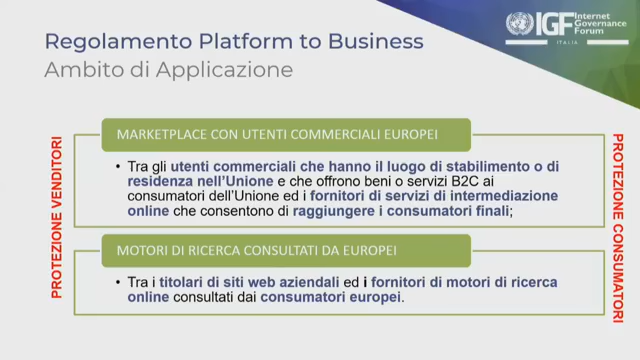 Regolamento Platform to Business
Ambito di Applicazione
IGF Internet
Governance
Forum
ITALIA
PROTEZIONE VENDITORI
MARKETPLACE CON UTENTI COMMERCIALI EUROPEI
• Tra gli utenti commerciali che hanno il luogo di stabilimento o di
residenza nell'Unione e che offrono beni o servizi B2C ai
consumatori dell'Unione ed i fornitori di servizi di intermediazione
online che consentono di raggiungere i consumatori finali;
MOTORI DI RICERCA CONSULTATI DA EUROPEI
• Tra i titolari di siti web aziendali ed i fornitori di motori di ricerca
online consultati dai consumatori europei.
PROTEZIONE CONSUMATORI